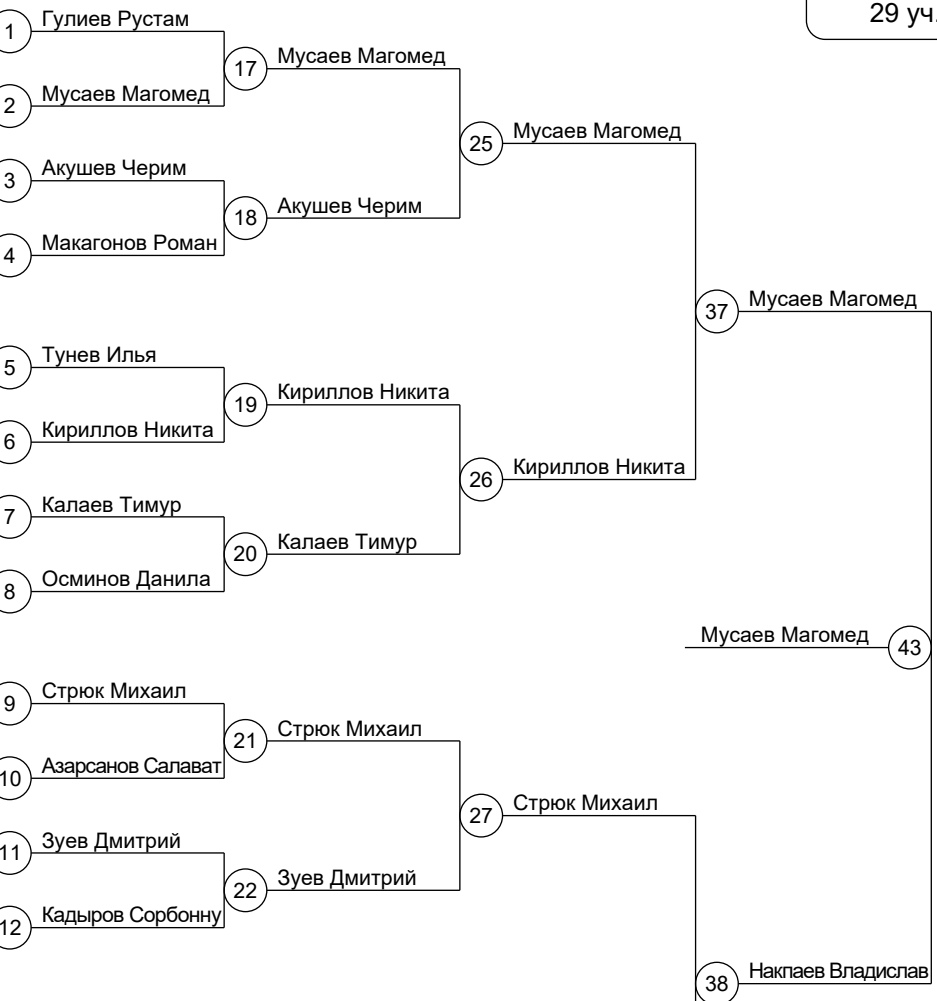 29 уч.
1 Гулиев Рустам
17 Мусаев Магомед
2 Мусаев Магомед
25 Мусаев Магомед
3 Акушев Черим
18 Акушев Черим
4 Макагонов Роман
37 Мусаев Магомед
5 Тунев Илья
19 Кириллов Никита
6 Кириллов Никита
26 Кириллов Никита
7 Калаев Тимур
20 Калаев Тимур
8 Осминов Данила
Мусаев Магомед 43
9 Стрюк Михаил
21 Стрюк Михаил
10 Азарсанов Салават
27 Стрюк Михаил
11 Зуев Дмитрий
22 Зуев Дмитрий
12 Кадыров Сорбонну
38 Накпаев Владислав